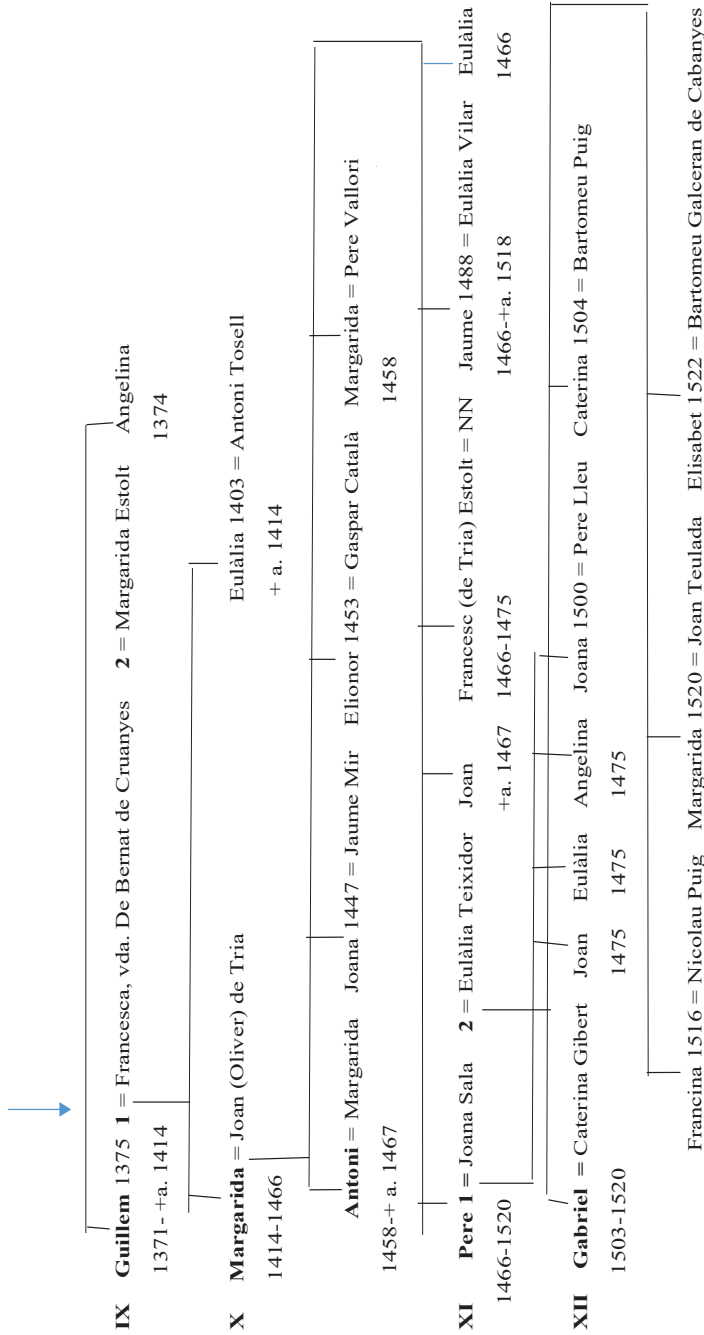 IX Guillem 1375 1 = Francesca, vda. De Bernat de Cruanyes 2 = Margarida Estolt Angelina
1371- +a. 1414 1374
X Margarida = Joan (Oliver) de Tria Eulàlia 1403 = Antoni Tosell
1414-1466 + a. 1414
Antoni = Margarida Joana 1447 = Jaume Mir Elionor 1453 = Gaspar Català Margarida = Pere Vallori
1458-+ a. 1467 1458
XI Pere 1 = Joana Sala 2 = Eulàlia Teixidor Joan Francesc (de Tria) Estolt = NN Jaume 1488 = Eulàlia Vilar Eulàlia
1466-1520 +a. 1467 1466-1475 1466-+a. 1518 1466
XII Gabriel = Caterina Gibert Joan Eulàlia Angelina Joana 1500 = Pere Lleu Caterina 1504 = Bartomeu Puig
1503-1520 1475 1475 1475
Francina 1516 = Nicolau Puig Margarida 1520 = Joan Teulada Elisabet 1522 = Bartomeu Galceran de Cabanyes